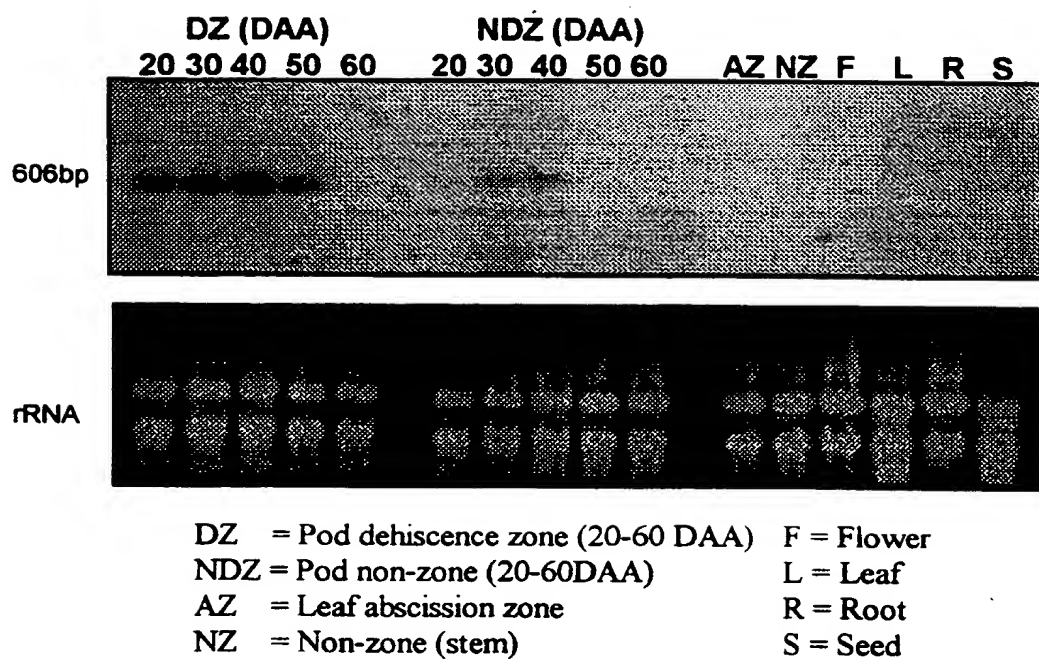 DZ (DAA) NDZ (DAA)
20 30 40 50 60 20 30 40 50 60 AZ NZ F L R S
606bp
rRNA
DZ = Pod dehiscence zone (20-60 DAA) F = Flower
NDZ = Pod non-zone (20-60DAA) L = Leaf
AZ = Leaf abscission zone R = Root
NZ = Non-zone (stem) S = Seed